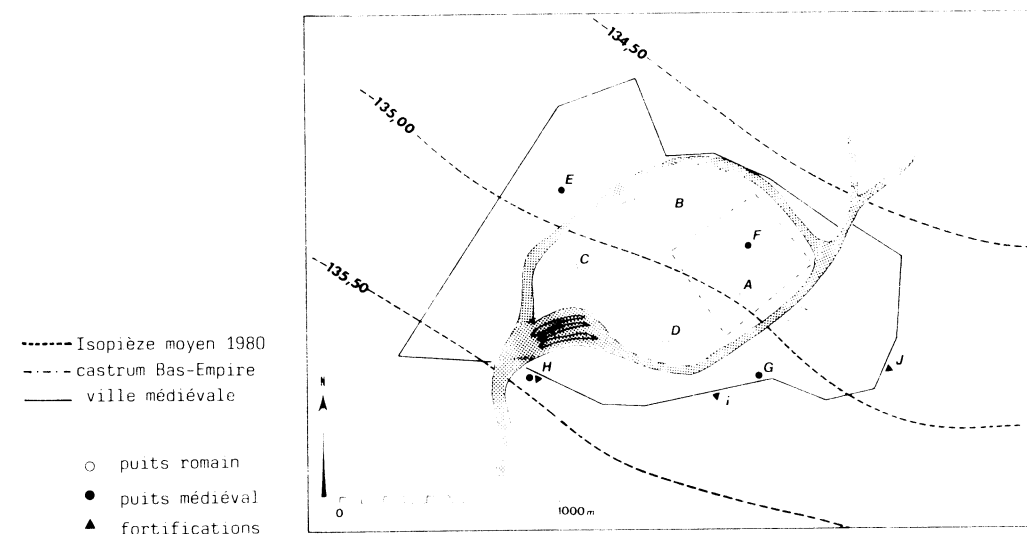 134,50
135,00
135,50
E
B
F
C
A
D
H
G
i
J
Isopièze moyen 1980
castrum Bas-Empire
ville médiévale
N
puits romain
puits médiéval
fortifications
0
1000 m